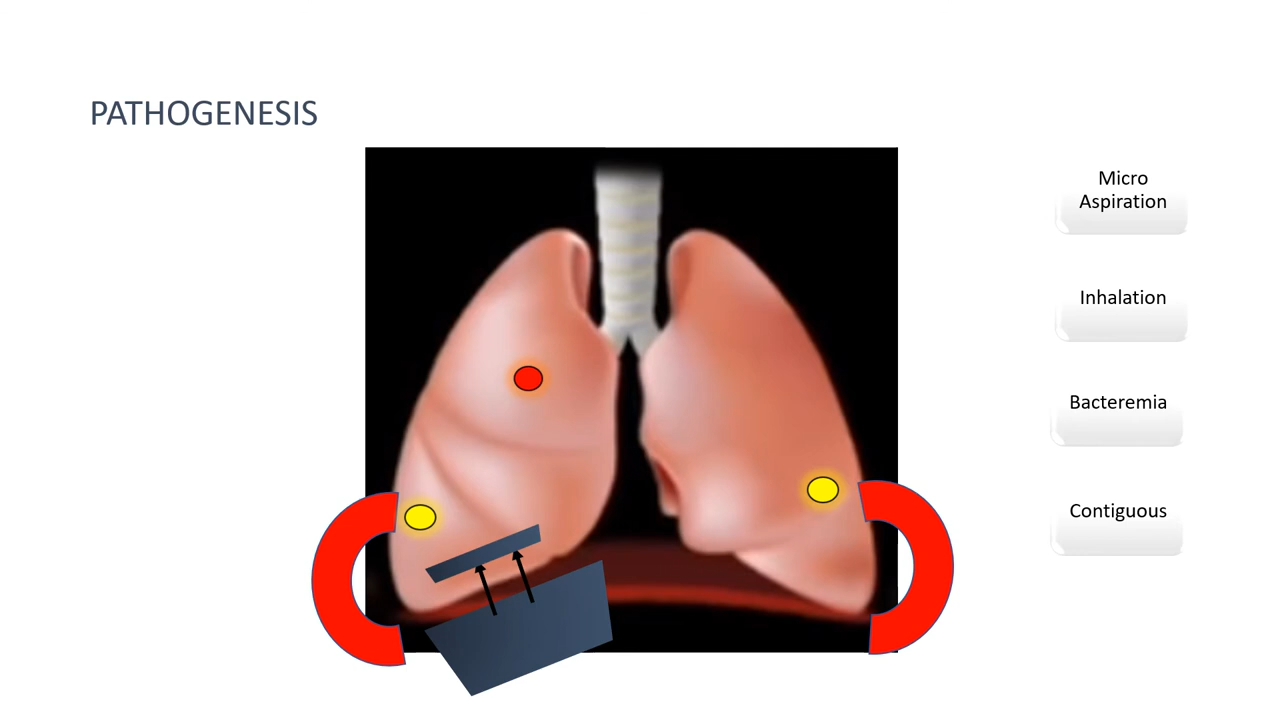 PATHOGENESIS
Micro
Aspiration
Inhalation
Bacteremia
Contiguous